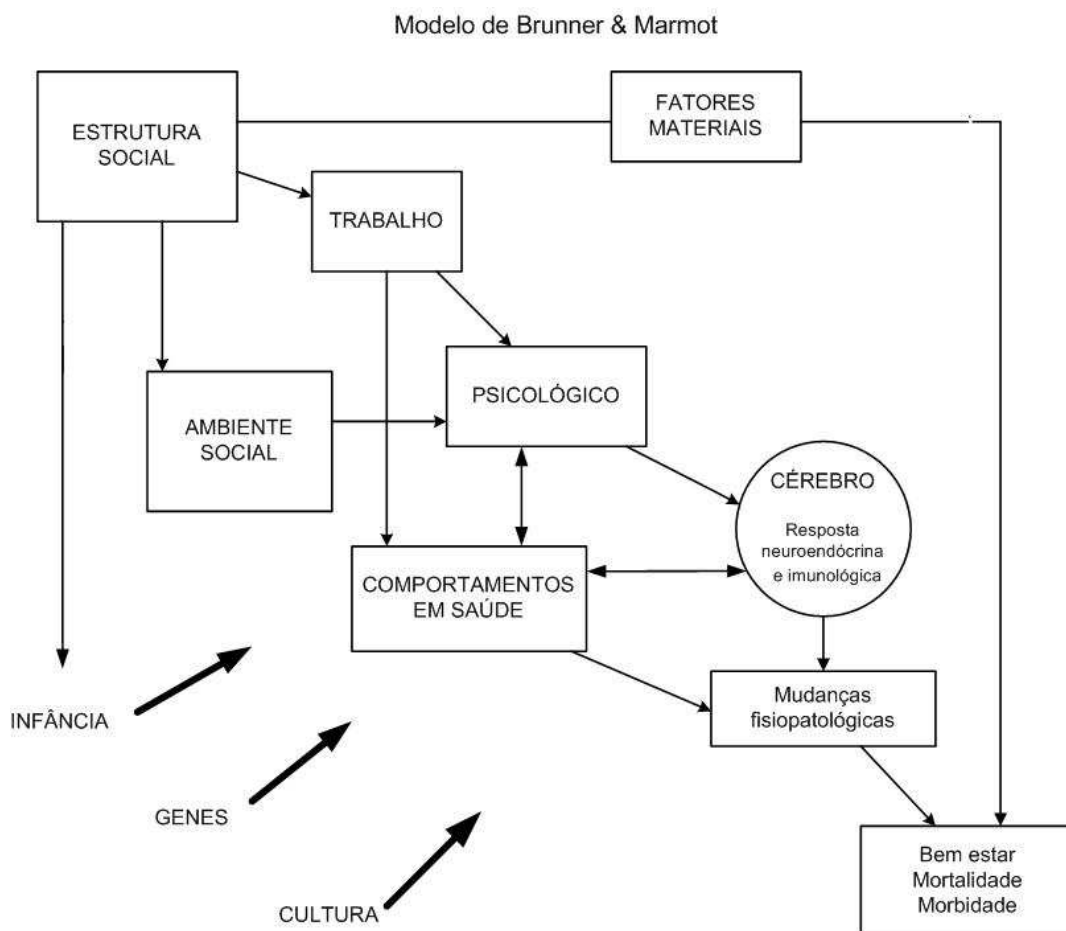 Modelo de Brunner & Marmot
ESTRUTURA
SOCIAL
FATORES
MATERIAIS
TRABALHO
PSICOLÓGICO
AMBIENTE
SOCIAL
CÉREBRO
Resposta
neuroendócrina
e imunológica
COMPORTAMENTOS
EM SAÚDE
Mudanças
fisiopatológicas
INFÂNCIA
GENES
CULTURA
Bem estar
Mortalidade
Morbidade